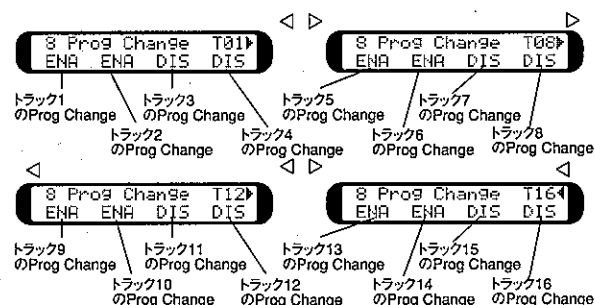 8 Prog Change T01
ENA ENA DIS DIS
トラック1
のProg Change
トラック2
のProg Change
トラック3
のProg Change
トラック4
のProg Change
8 Prog Change T08
ENA ENA DIS DIS
トラック5
のProg Change
トラック6
のProg Change
トラック7
のProg Change
トラック8
のProg Change
8 Prog Change T12
ENA ENA DIS DIS
トラック9
のProg Change
トラック10
のProg Change
トラック11
のProg Change
トラック12
のProg Change
8 Prog Change T16
ENA ENA DIS DIS
トラック13
のProg Change
トラック14
のProg Change
トラック15
のProg Change
トラック16
のProg Change